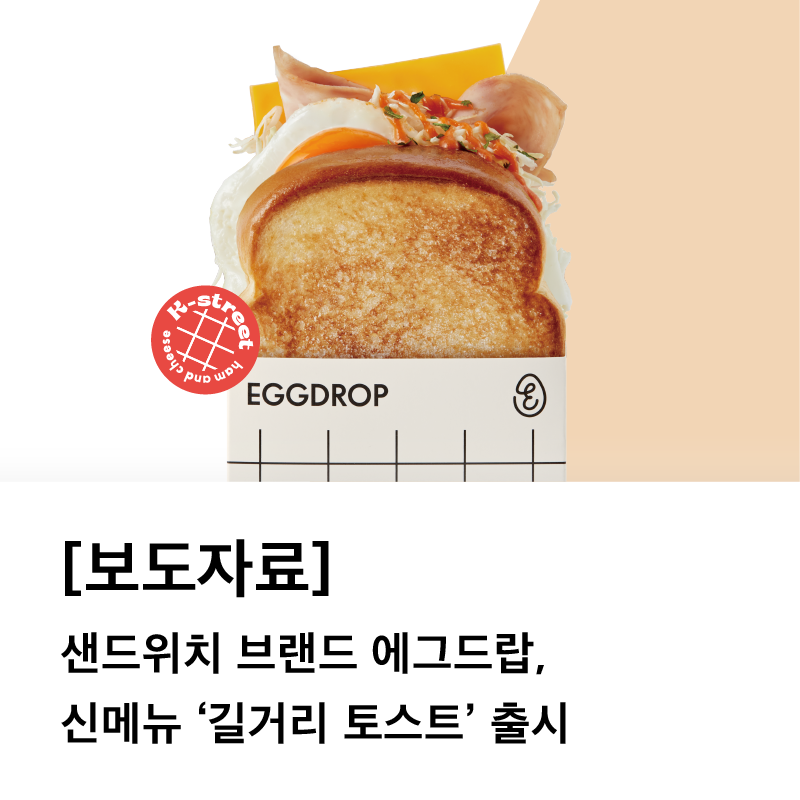 K-street
ham and cheese
EGGDROP
[보도자료]
샌드위치 브랜드 에그드랍,
신메뉴 ‘길거리 토스트’ 출시